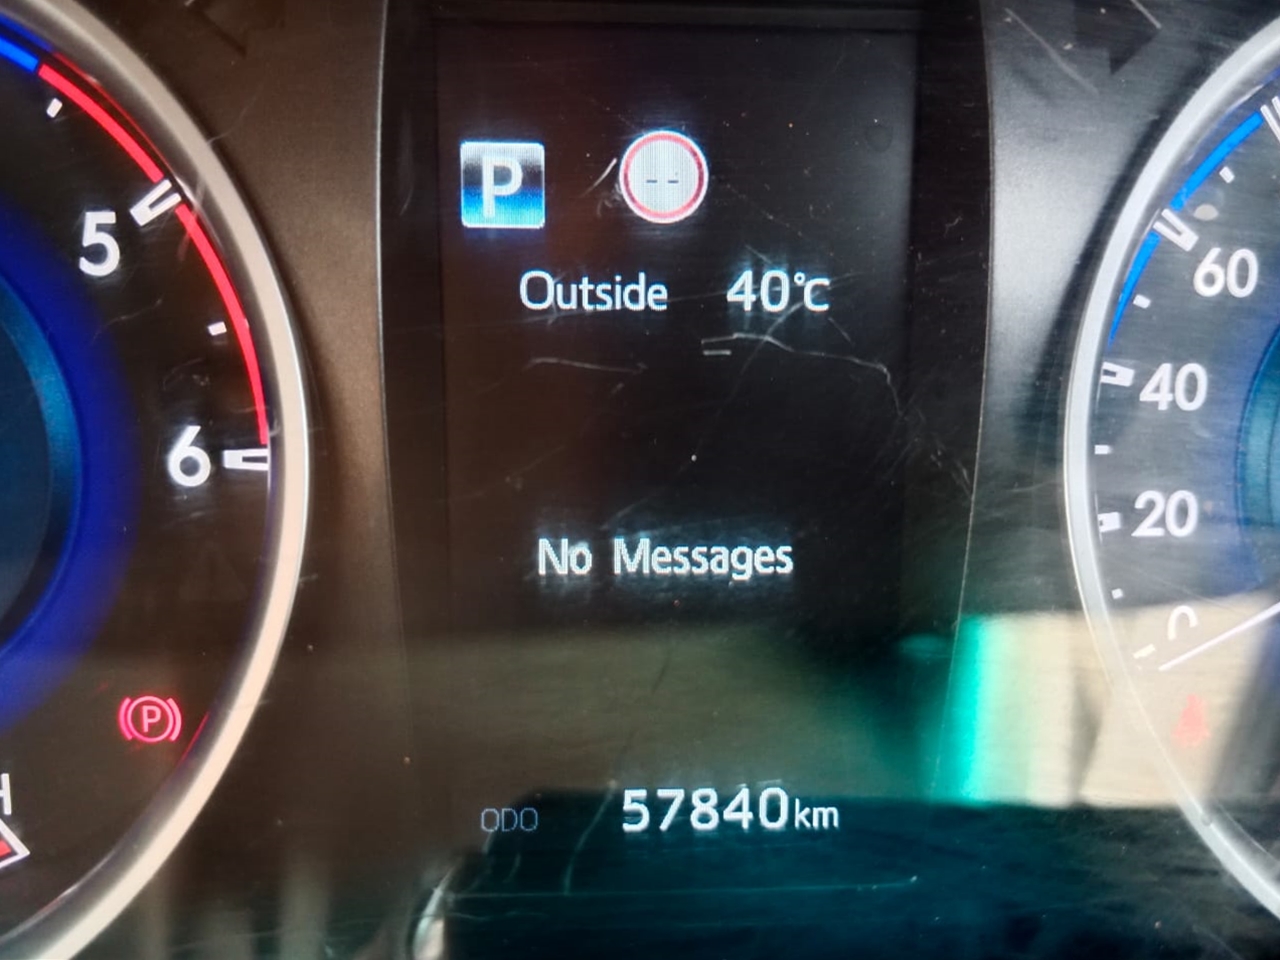 P
--
Outside 40°C
No Messages
ODO 57840km
5
6
P
H
60
40
20